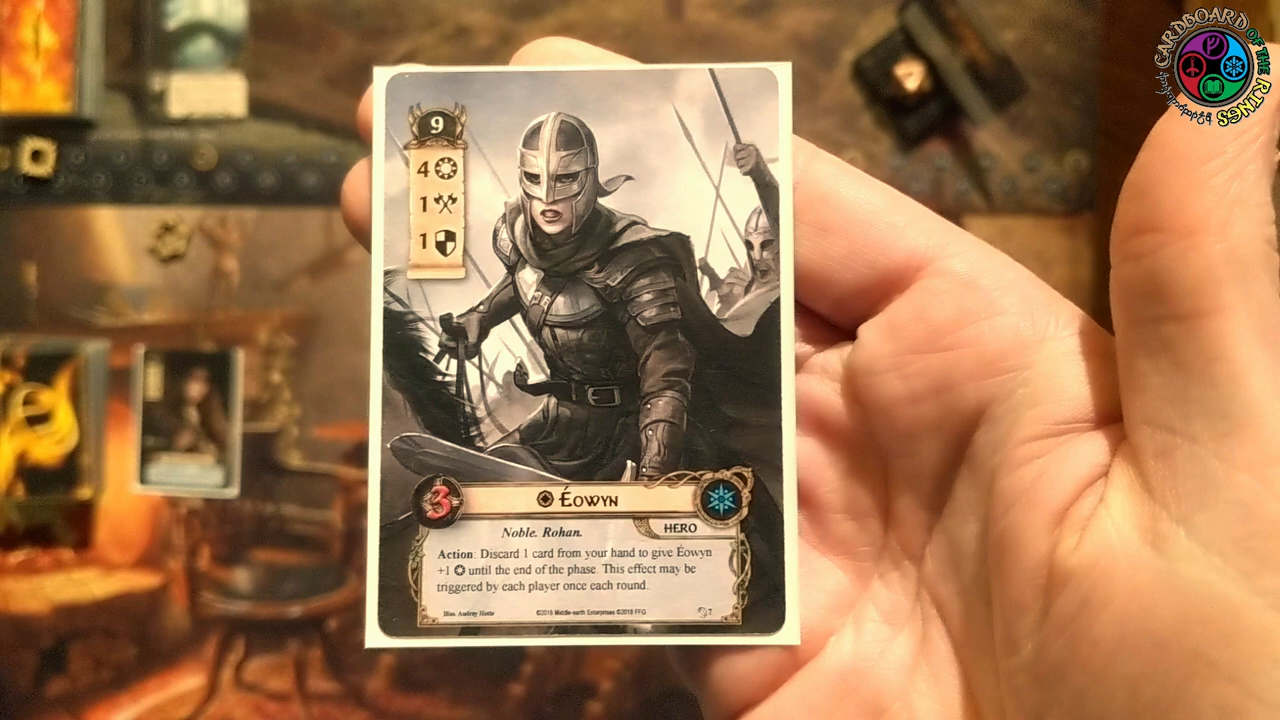 CARDBOARD OF THE RINGS
9
4
1
1
3
ÉOWYN
Noble. Rohan.
HERO
Action: Discard 1 card from your hand to give Éowyn
+1 until the end of the phase. This effect may be
triggered by each player once each round.
Illus. Audrey Hotte
©2018 Middle-earth Enterprises ©2018 FFG
7